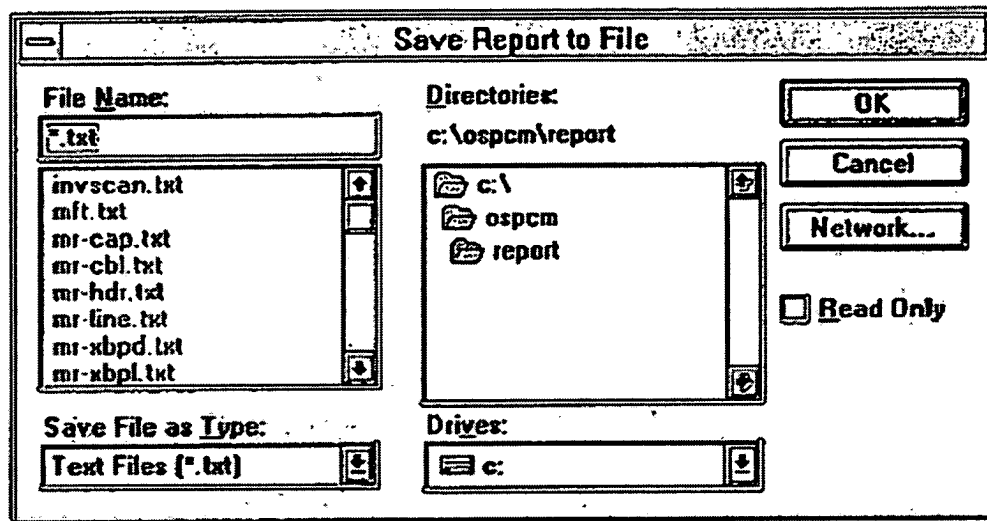 Save Report to File
File Name:
*.txt
invscan.txt
mft.txt
mr-cap.txt
mr-cbl.txt
mr-hdr.txt
mr-line.txt
mr-xbpd.txt
mr-xbpl.txt
Save File as Type:
Text Files (*.txt)
Directories:
c:\ospcm\report
c:\
ospcm
report
Drives:
c:
OK
Cancel
Network...
Read Only